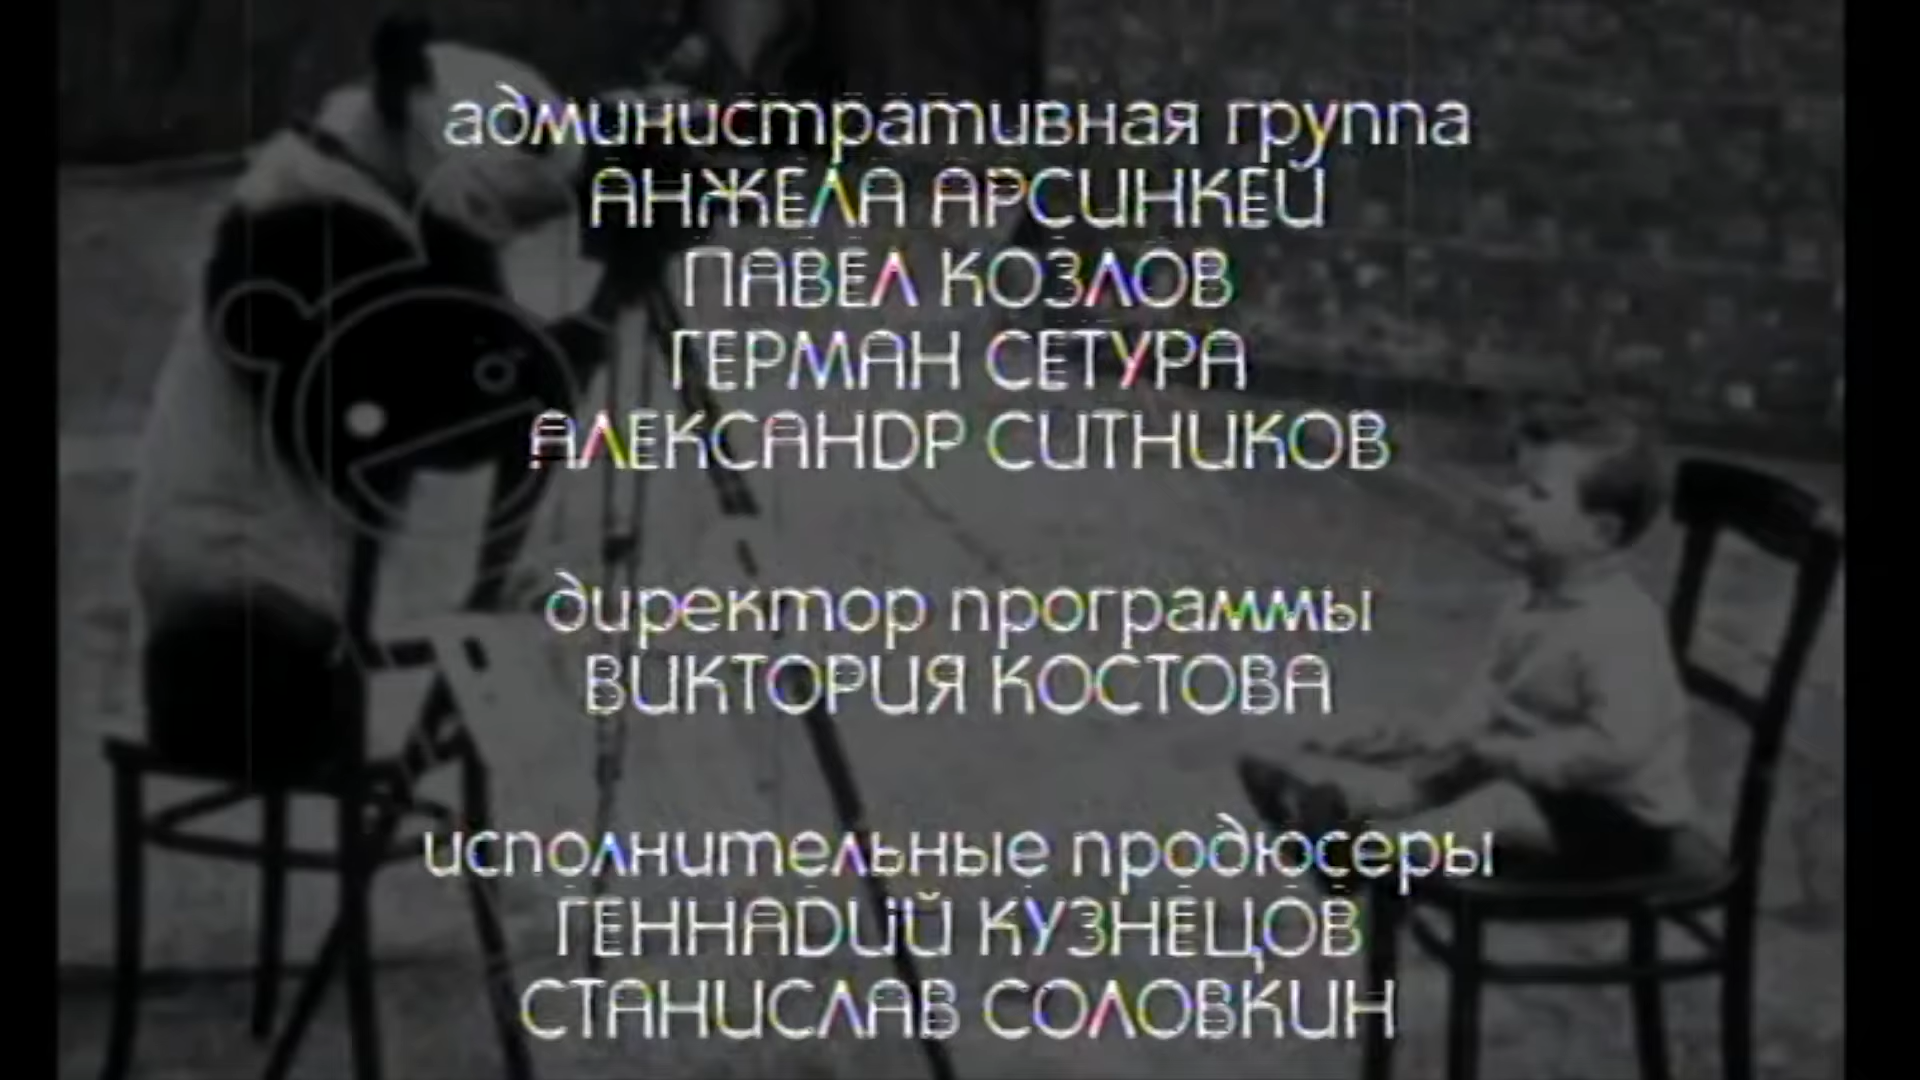 административная группа
АНЖЕЛА АРСИНКЕЙ
ПАВЕЛ КОЗЛОВ
ГЕРМАН СЕТУРА
АЛЕКСАНДР СИТНИКОВ
директор программы
ВИКТОРИЯ КОСТОВА
исполнительные продюсеры
ГЕННАДИЙ КУЗНЕЦОВ
СТАНИСЛАВ СОЛОВКИН